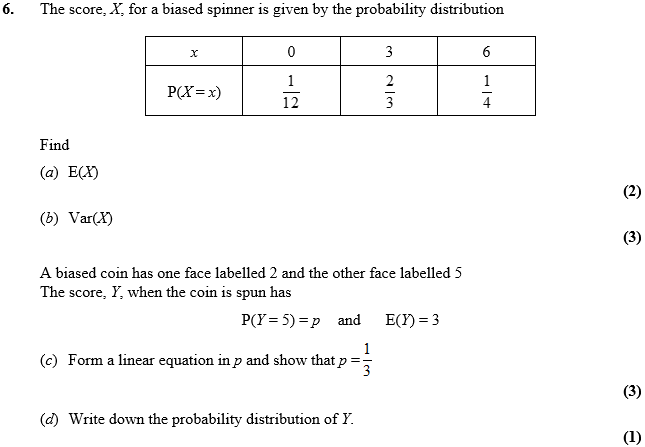 6. The score, X, for a biased spinner is given by the probability distribution
x 0 3 6
P(X = x) 1/12 2/3 1/4
Find
(a) E(X)
(2)
(b) Var(X)
(3)
A biased coin has one face labelled 2 and the other face labelled 5
The score, Y, when the coin is spun has
P(Y = 5) = p and E(Y) = 3
(c) Form a linear equation in p and show that p = 1/3
(3)
(d) Write down the probability distribution of Y.
(1)